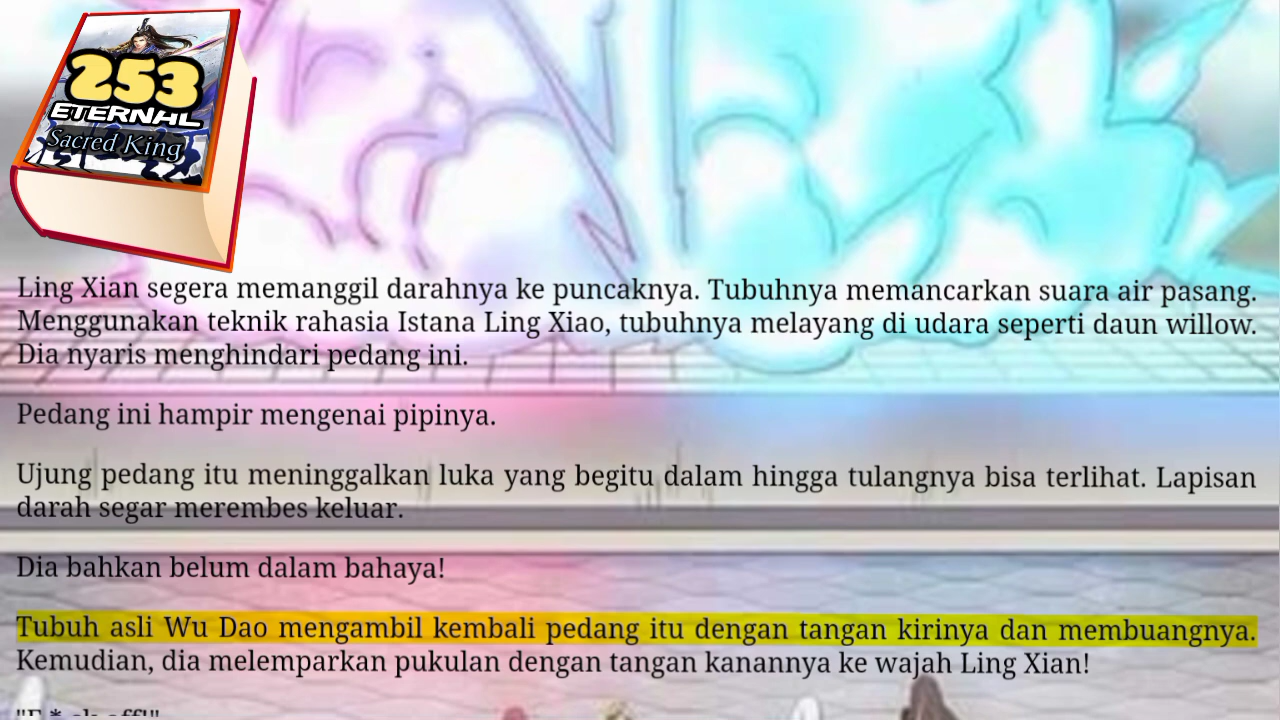 253
ETERNAL
Sacred King
Ling Xian segera memanggil darahnya ke puncaknya. Tubuhnya memancarkan suara air pasang.
Menggunakan teknik rahasia Istana Ling Xiao, tubuhnya melayang di udara seperti daun willow.
Dia nyaris menghindari pedang ini.
Pedang ini hampir mengenai pipinya.
Ujung pedang itu meninggalkan luka yang begitu dalam hingga tulangnya bisa terlihat. Lapisan
darah segar merembes keluar.
Dia bahkan belum dalam bahaya!
Tubuh asli Wu Dao mengambil kembali pedang itu dengan tangan kirinya dan membuangnya.
Kemudian, dia melemparkan pukulan dengan tangan kanannya ke wajah Ling Xian!